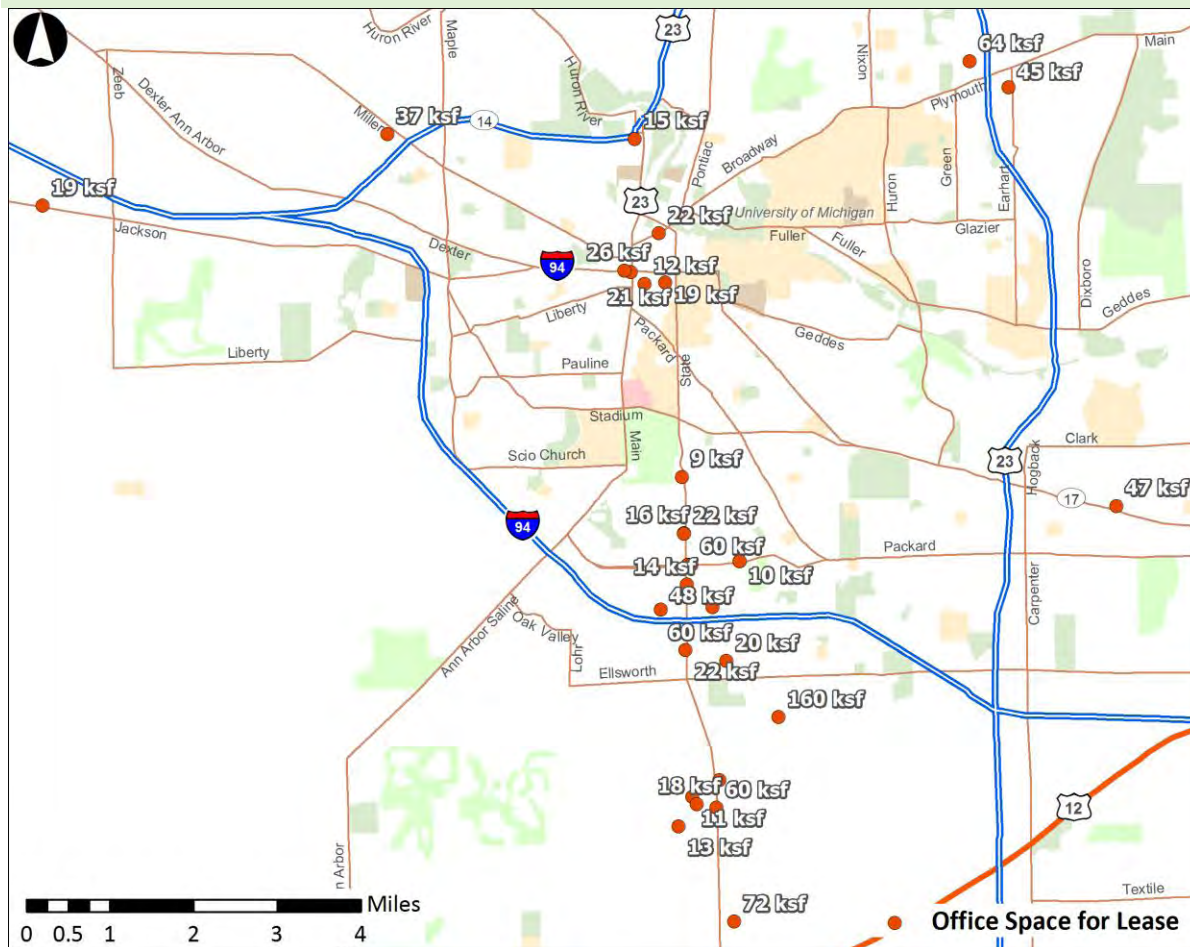 Huron River
Maple
23
Nixon
64 ksf
Main
Zeeb
Dexter Ann Arbor
Huron River
Plymouth
45 ksf
Miller
37 ksf
14
15 ksf
Pontiac
Broadway
Huron
Green
Earhart
19 ksf
23
22 ksf
University of Michigan
Fuller
Fuller
Glazier
Jackson
Dexter
94
26 ksf
12 ksf
21 ksf
19 ksf
Dixboro
Geddes
Liberty
Liberty
Packard
State
Geddes
Pauline
Stadium
Main
Scio Church
9 ksf
23
Hogback
Clark
17
47 ksf
94
16 ksf
22 ksf
60 ksf
Packard
14 ksf
10 ksf
48 ksf
Carpenter
Ann Arbor Saline
Oak Valley
Lohr
60 ksf
20 ksf
Ellsworth
22 ksf
160 ksf
18 ksf
60 ksf
11 ksf
13 ksf
12
n Arbor
Textile
72 ksf
Miles
0 0.5 1 2 3 4
Office Space for Lease